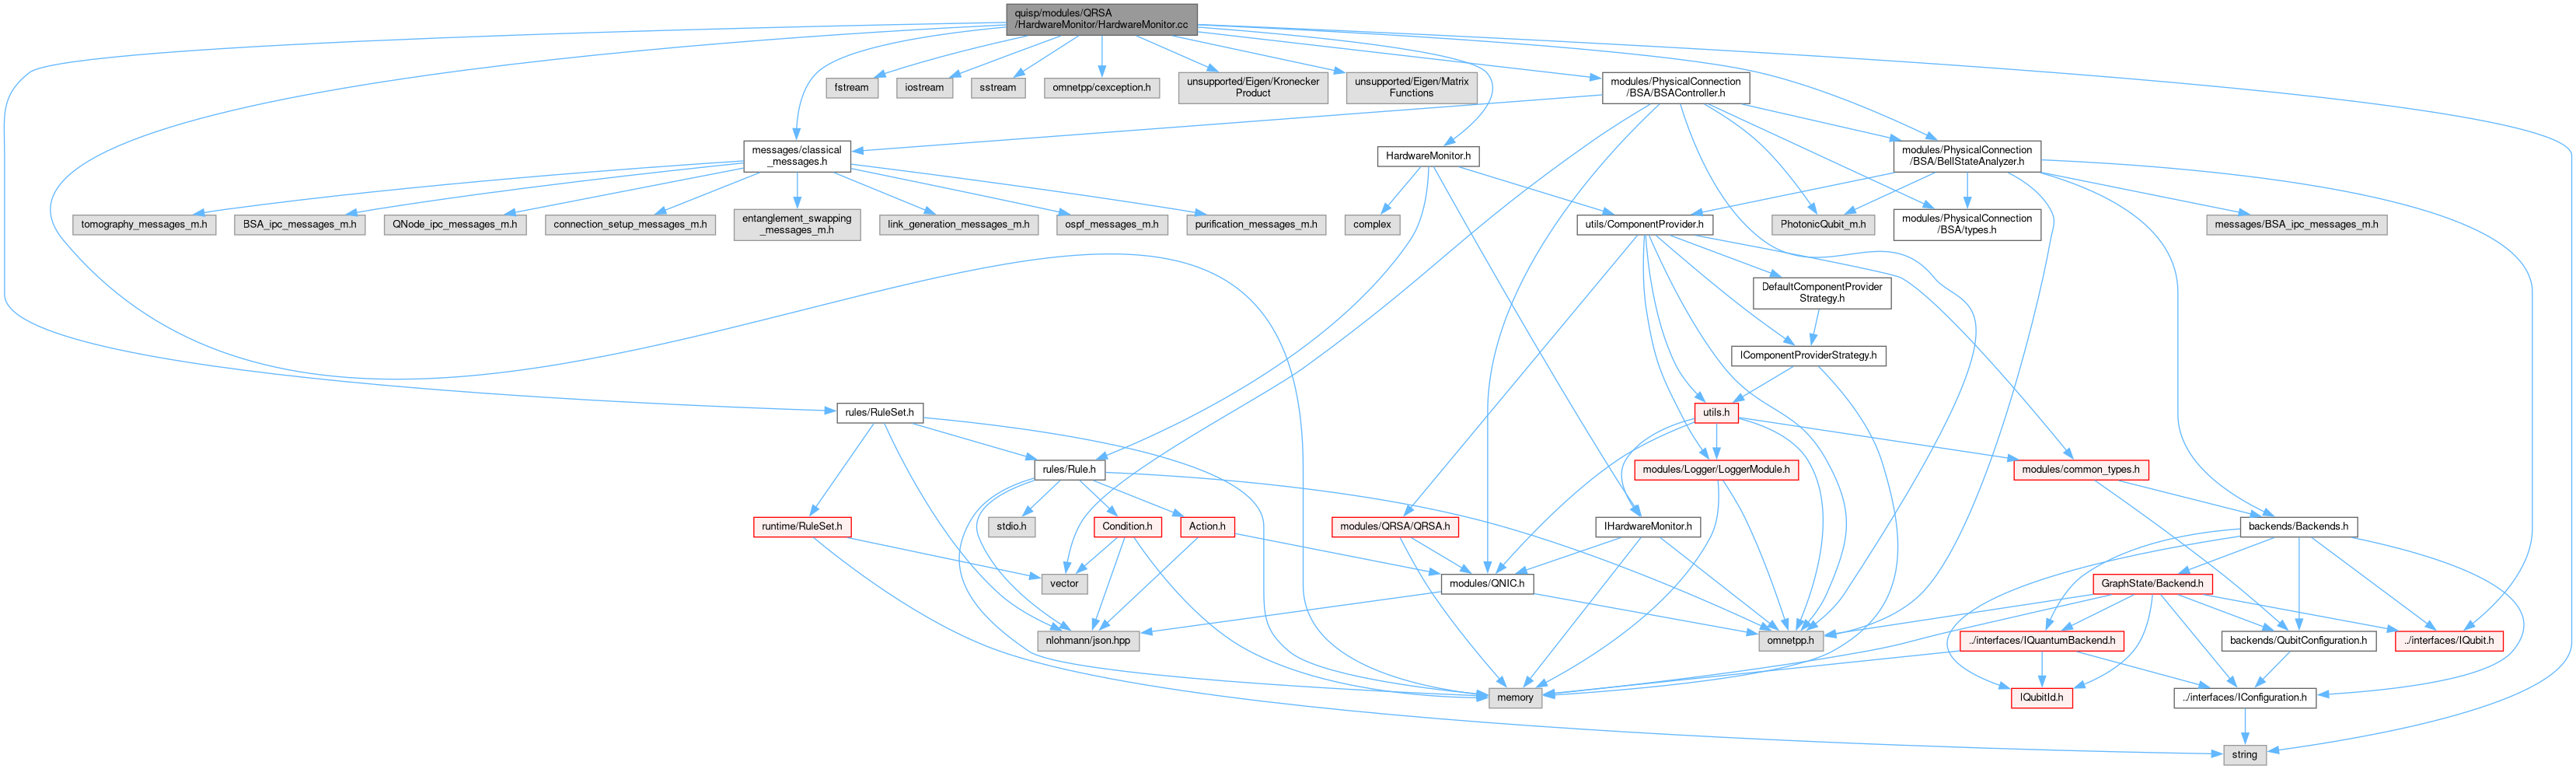 quisp/modules/QRSA
/HardwareMonitor/HardwareMonitor.cc
fstream
iostream
sstream
omnetpp/cexception.h
unsupported/Eigen/Kronecker
Product
unsupported/Eigen/Matrix
Functions
modules/PhysicalConnection
/BSA/BSAController.h
messages/classical
_messages.h
HardwareMonitor.h
modules/PhysicalConnection
/BSA/BellStateAnalyzer.h
tomography_messages_m.h
BSA_ipc_messages_m.h
QNode_ipc_messages_m.h
connection_setup_messages_m.h
entanglement_swapping
_messages_m.h
link_generation_messages_m.h
ospf_messages_m.h
purification_messages_m.h
complex
utils/ComponentProvider.h
PhotonicQubit_m.h
modules/PhysicalConnection
/BSA/types.h
messages/BSA_ipc_messages_m.h
DefaultComponentProvider
Strategy.h
IComponentProviderStrategy.h
rules/RuleSet.h
utils.h
rules/Rule.h
modules/Logger/LoggerModule.h
modules/common_types.h
runtime/RuleSet.h
stdio.h
Condition.h
Action.h
modules/QRSA/QRSA.h
IHardwareMonitor.h
backends/Backends.h
vector
modules/QNIC.h
GraphState/Backend.h
nlohmann/json.hpp
omnetpp.h
../interfaces/IQuantumBackend.h
backends/QubitConfiguration.h
../interfaces/IQubit.h
memory
IQubitId.h
../interfaces/IConfiguration.h
string